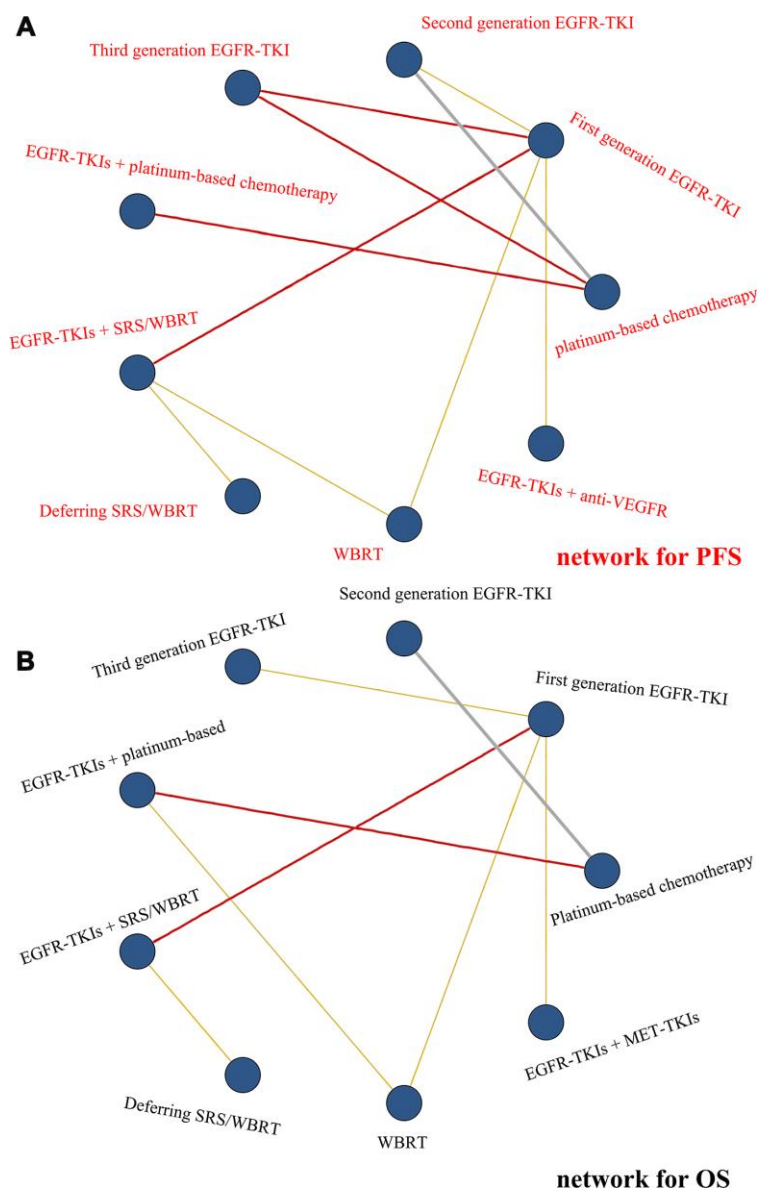 A
Second generation EGFR-TKI
Third generation EGFR-TKI
First generation EGFR-TKI
EGFR-TKIs + platinum-based chemotherapy
platinum-based chemotherapy
EGFR-TKIs + SRS/WBRT
EGFR-TKIs + anti-VEGFR
Deferring SRS/WBRT
WBRT
network for PFS
Second generation EGFR-TKI
B
Third generation EGFR-TKI
First generation EGFR-TKI
EGFR-TKIs + platinum-based
Platinum-based chemotherapy
EGFR-TKIs + SRS/WBRT
EGFR-TKIs + MET-TKIs
Deferring SRS/WBRT
WBRT
network for OS